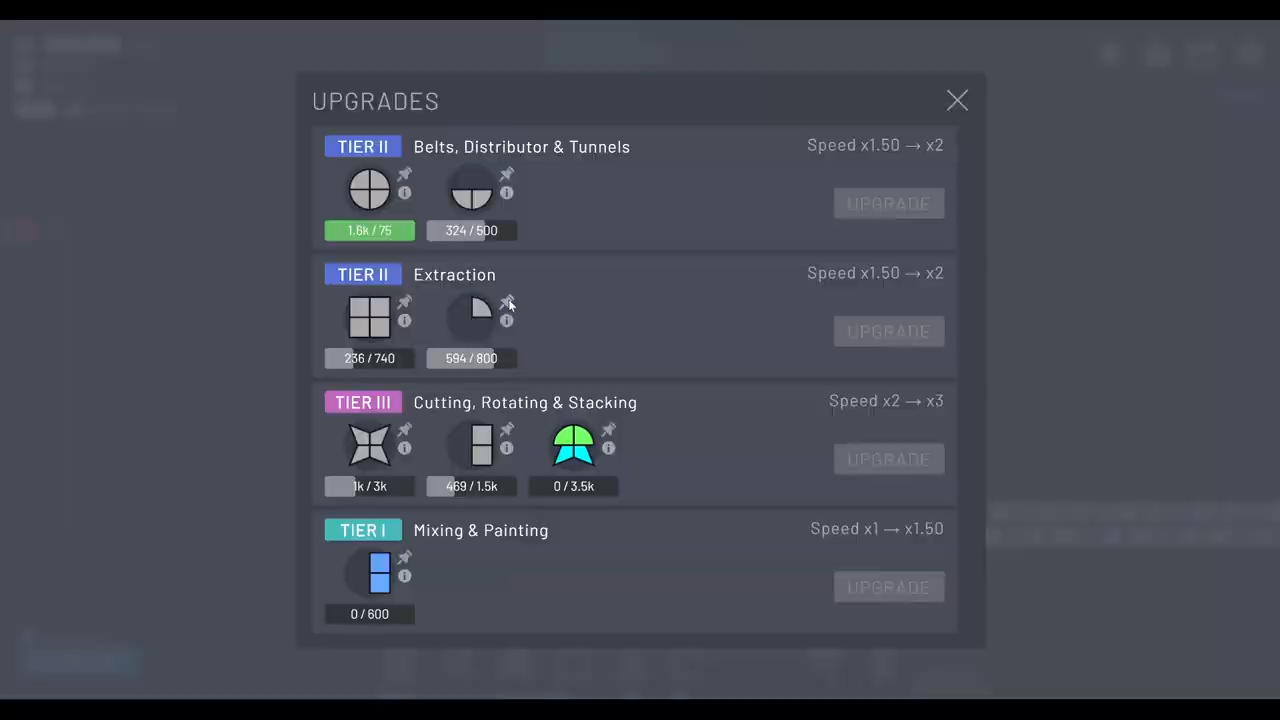 UPGRADES
TIER II Belts, Distributor & Tunnels Speed x1.50 → x2
UPGRADE
1.6k / 75 324 / 500
TIER II Extraction Speed x1.50 → x2
UPGRADE
236 / 740 594 / 800
TIER III Cutting, Rotating & Stacking Speed x2 → x3
UPGRADE
1k / 3k 469 / 1.5k 0 / 3.5k
TIER I Mixing & Painting Speed x1 → x1.50
UPGRADE
0 / 600